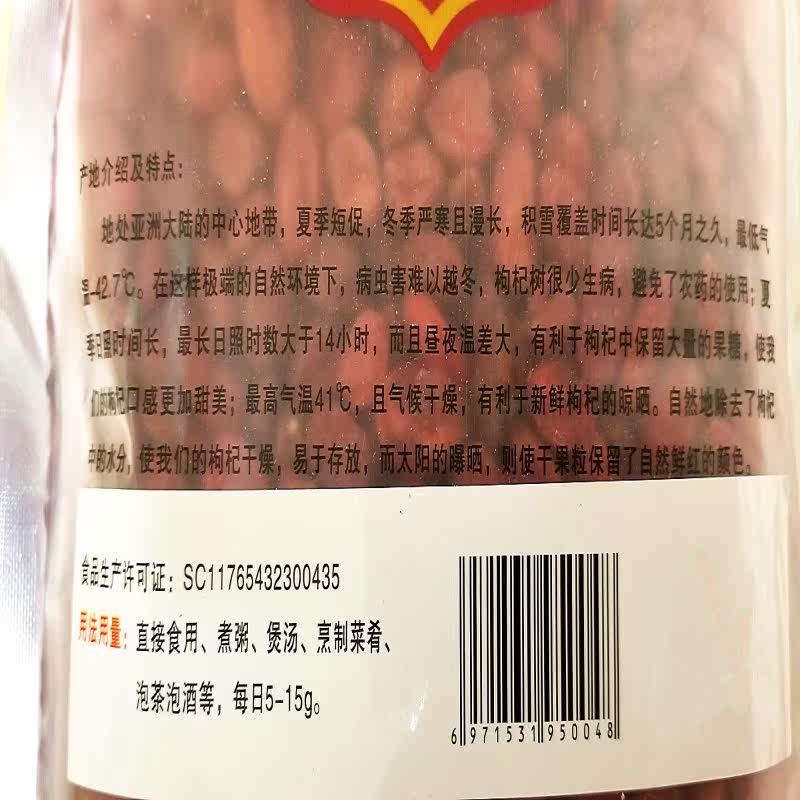 产地介绍及特点：
地处亚洲大陆的中心地带，夏季短促，冬季严寒且漫长，积雪覆盖时间长达5个月之久，最低气
温-42.7℃。在这样极端的自然环境下，病虫害难以越冬，枸杞树很少生病，避免了农药的使用；夏
季日照时间长，最长日照时数大于14小时，而且昼夜温差大，有利于枸杞中保留大量的果糖，使我
们的枸杞口感更加甜美；最高气温41℃，且气候干燥，有利于新鲜枸杞的晾晒。自然地除去了枸杞
中的水分，使我们的枸杞干燥，易于存放，而太阳的曝晒，则使干果粒保留了自然鲜红的颜色。
食品生产许可证：SC11765432300435
用法用量：直接食用、煮粥、煲汤、烹制菜肴、
泡茶泡酒等，每日5-15g。
6 971531 950048